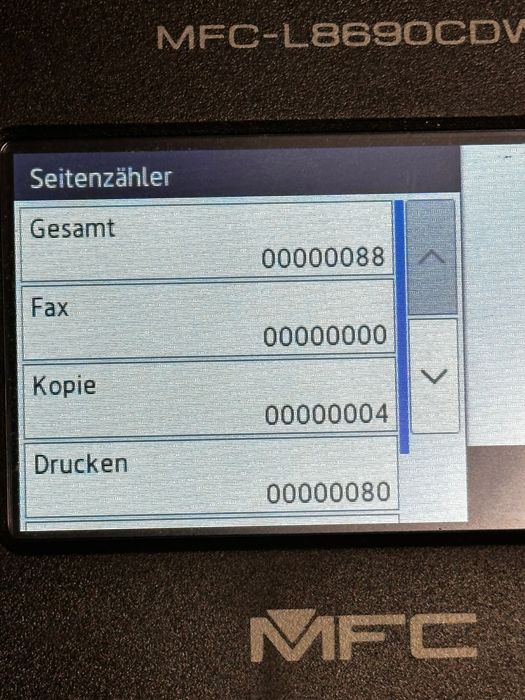 MFC-L8690CDW
Seitenzähler
Gesamt
00000088
Fax
00000000
Kopie
00000004
Drucken
00000080
MFC